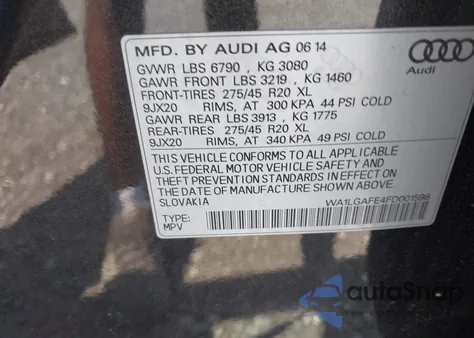 MFD. BY AUDI AG 06 14
GVWR LBS 6790 , KG 3080
GAWR FRONT LBS 3219 , KG 1460
FRONT-TIRES 275/45 R20 XL
9JX20 RIMS, AT 300 KPA 44 PSI COLD
GAWR REAR LBS 3913 , KG 1775
REAR-TIRES 275/45 R20 XL
9JX20 RIMS, AT 340 KPA 49 PSI COLD
THIS VEHICLE CONFORMS TO ALL APPLICABLE
U.S. FEDERAL MOTOR VEHICLE SAFETY AND
THEFT PREVENTION STANDARDS IN EFFECT ON
THE DATE OF MANUFACTURE SHOWN ABOVE.
SLOVAKIA
WA1LGAFE4FD001598
TYPE:
MPV
Audi
autoSnap